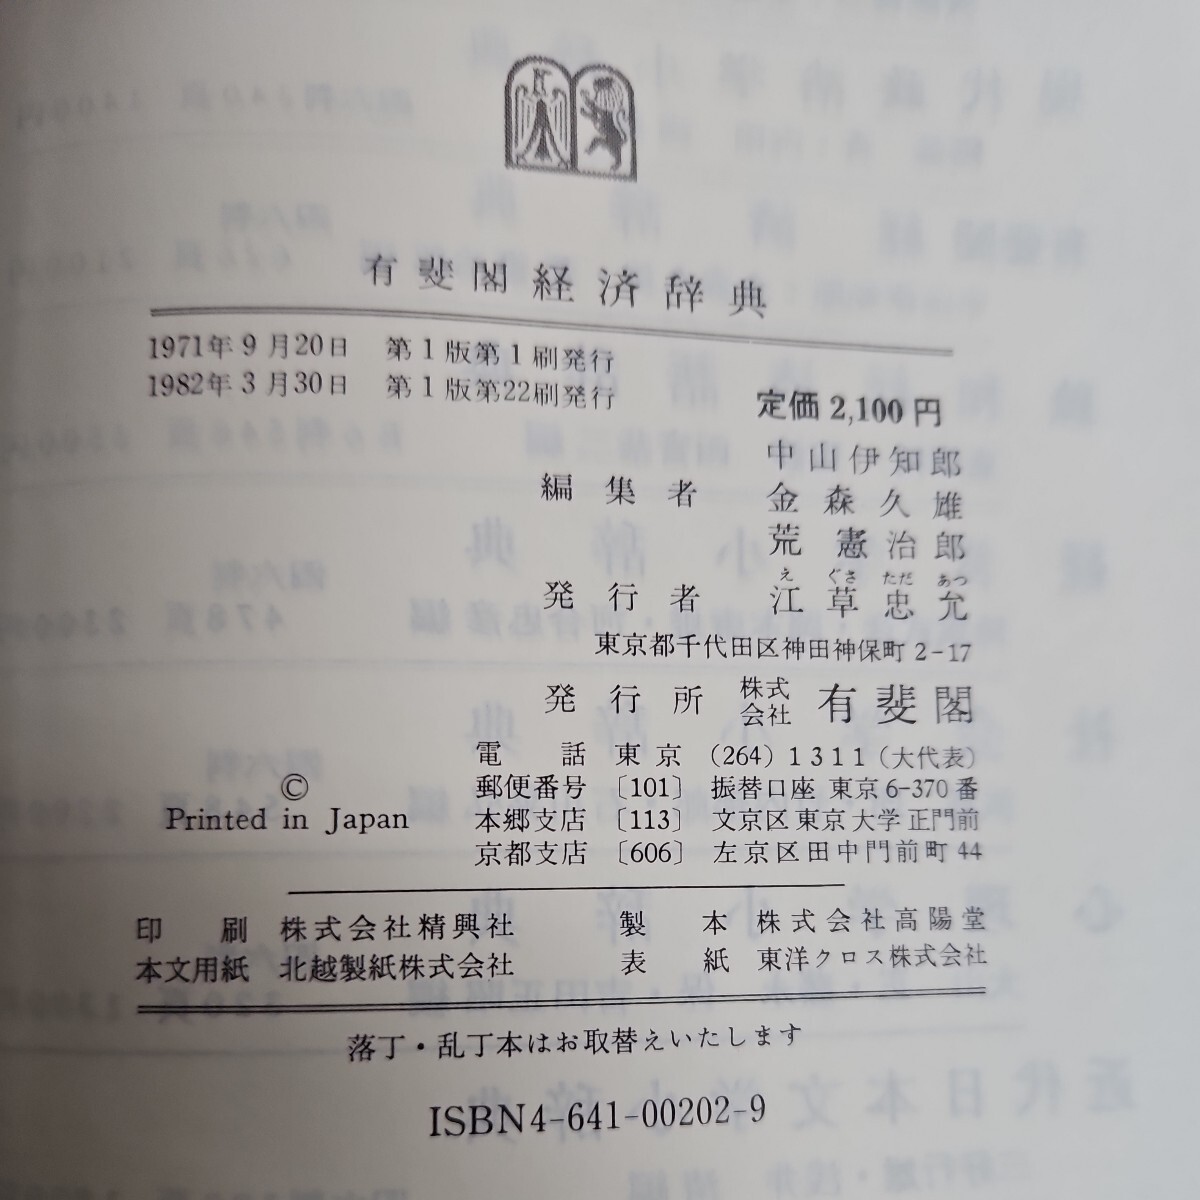 有斐閣経済辞典
1971年9月20日 第1版第1刷発行
1982年3月30日 第1版第22刷発行
定価 2,100 円
中山伊知郎
編集者 金森久雄
荒憲治郎
え ぐさ ただ あつ
発行者 江草忠允
東京都千代田区神田神保町 2-17
発行所 株式会社 有斐閣
電話 東京 (264) 1311 (大代表)
郵便番号 〔101〕 振替口座 東京 6-370 番
本郷支店 〔113〕 文京区東京大学正門前
京都支店 〔606〕 左京区田中門前町 44
©
Printed in Japan
印刷 株式会社精興社 製本 株式会社高陽堂
本文用紙 北越製紙株式会社 表紙 東洋クロス株式会社
落丁・乱丁本はお取替えいたします
ISBN4-641-00202-9